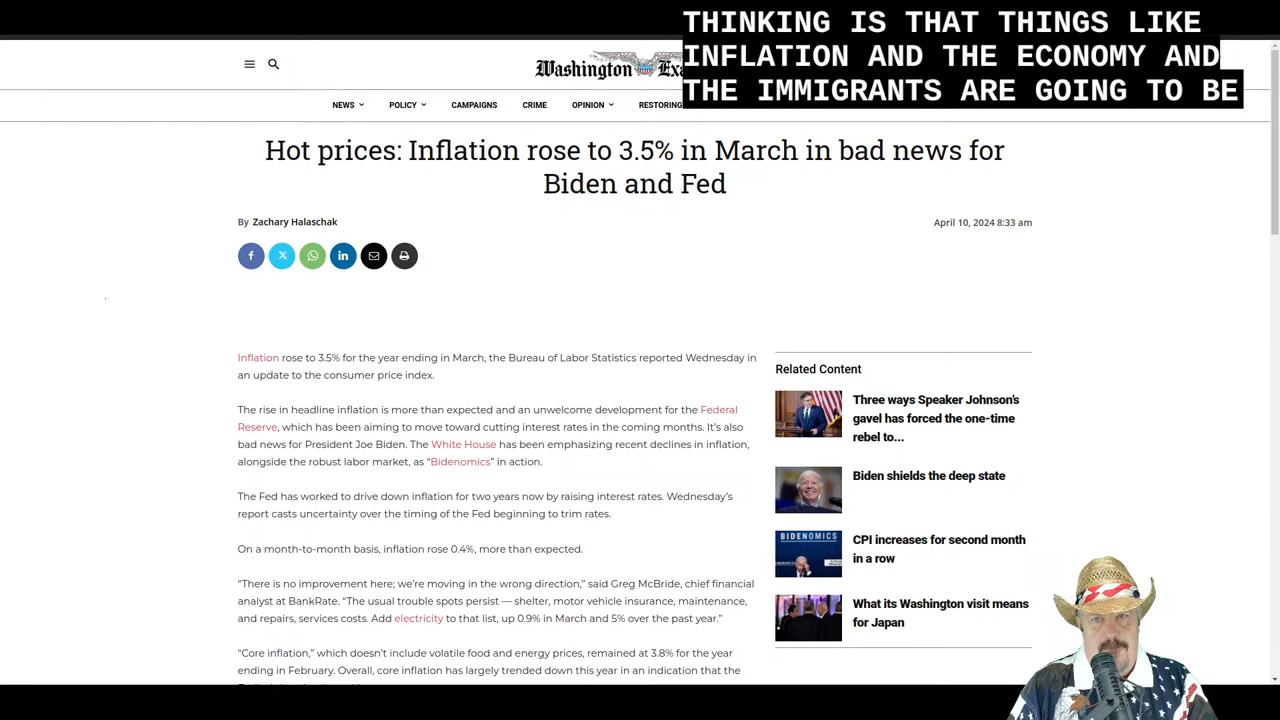 THINKING IS THAT THINGS LIKE
INFLATION AND THE ECONOMY AND
THE IMMIGRANTS ARE GOING TO BE
Washington Exa
NEWS POLICY CAMPAIGNS CRIME OPINION RESTORING
Hot prices: Inflation rose to 3.5% in March in bad news for
Biden and Fed
By Zachary Halaschak
April 10, 2024 8:33 am
Inflation rose to 3.5% for the year ending in March, the Bureau of Labor Statistics reported Wednesday in
an update to the consumer price index.
The rise in headline inflation is more than expected and an unwelcome development for the Federal
Reserve, which has been aiming to move toward cutting interest rates in the coming months. It’s also
bad news for President Joe Biden. The White House has been emphasizing recent declines in inflation,
alongside the robust labor market, as “Bidenomics” in action.
The Fed has worked to drive down inflation for two years now by raising interest rates. Wednesday’s
report casts uncertainty over the timing of the Fed beginning to trim rates.
On a month-to-month basis, inflation rose 0.4%, more than expected.
“There is no improvement here; we’re moving in the wrong direction,” said Greg McBride, chief financial
analyst at BankRate. “The usual trouble spots persist — shelter, motor vehicle insurance, maintenance,
and repairs, services costs. Add electricity to that list, up 0.9% in March and 5% over the past year.”
“Core inflation,” which doesn’t include volatile food and energy prices, remained at 3.8% for the year
ending in February. Overall, core inflation has largely trended down this year in an indication that the
Related Content
Three ways Speaker Johnson’s
gavel has forced the one-time
rebel to...
Biden shields the deep state
BIDENOMICS
CPI increases for second month
in a row
What its Washington visit means
for Japan